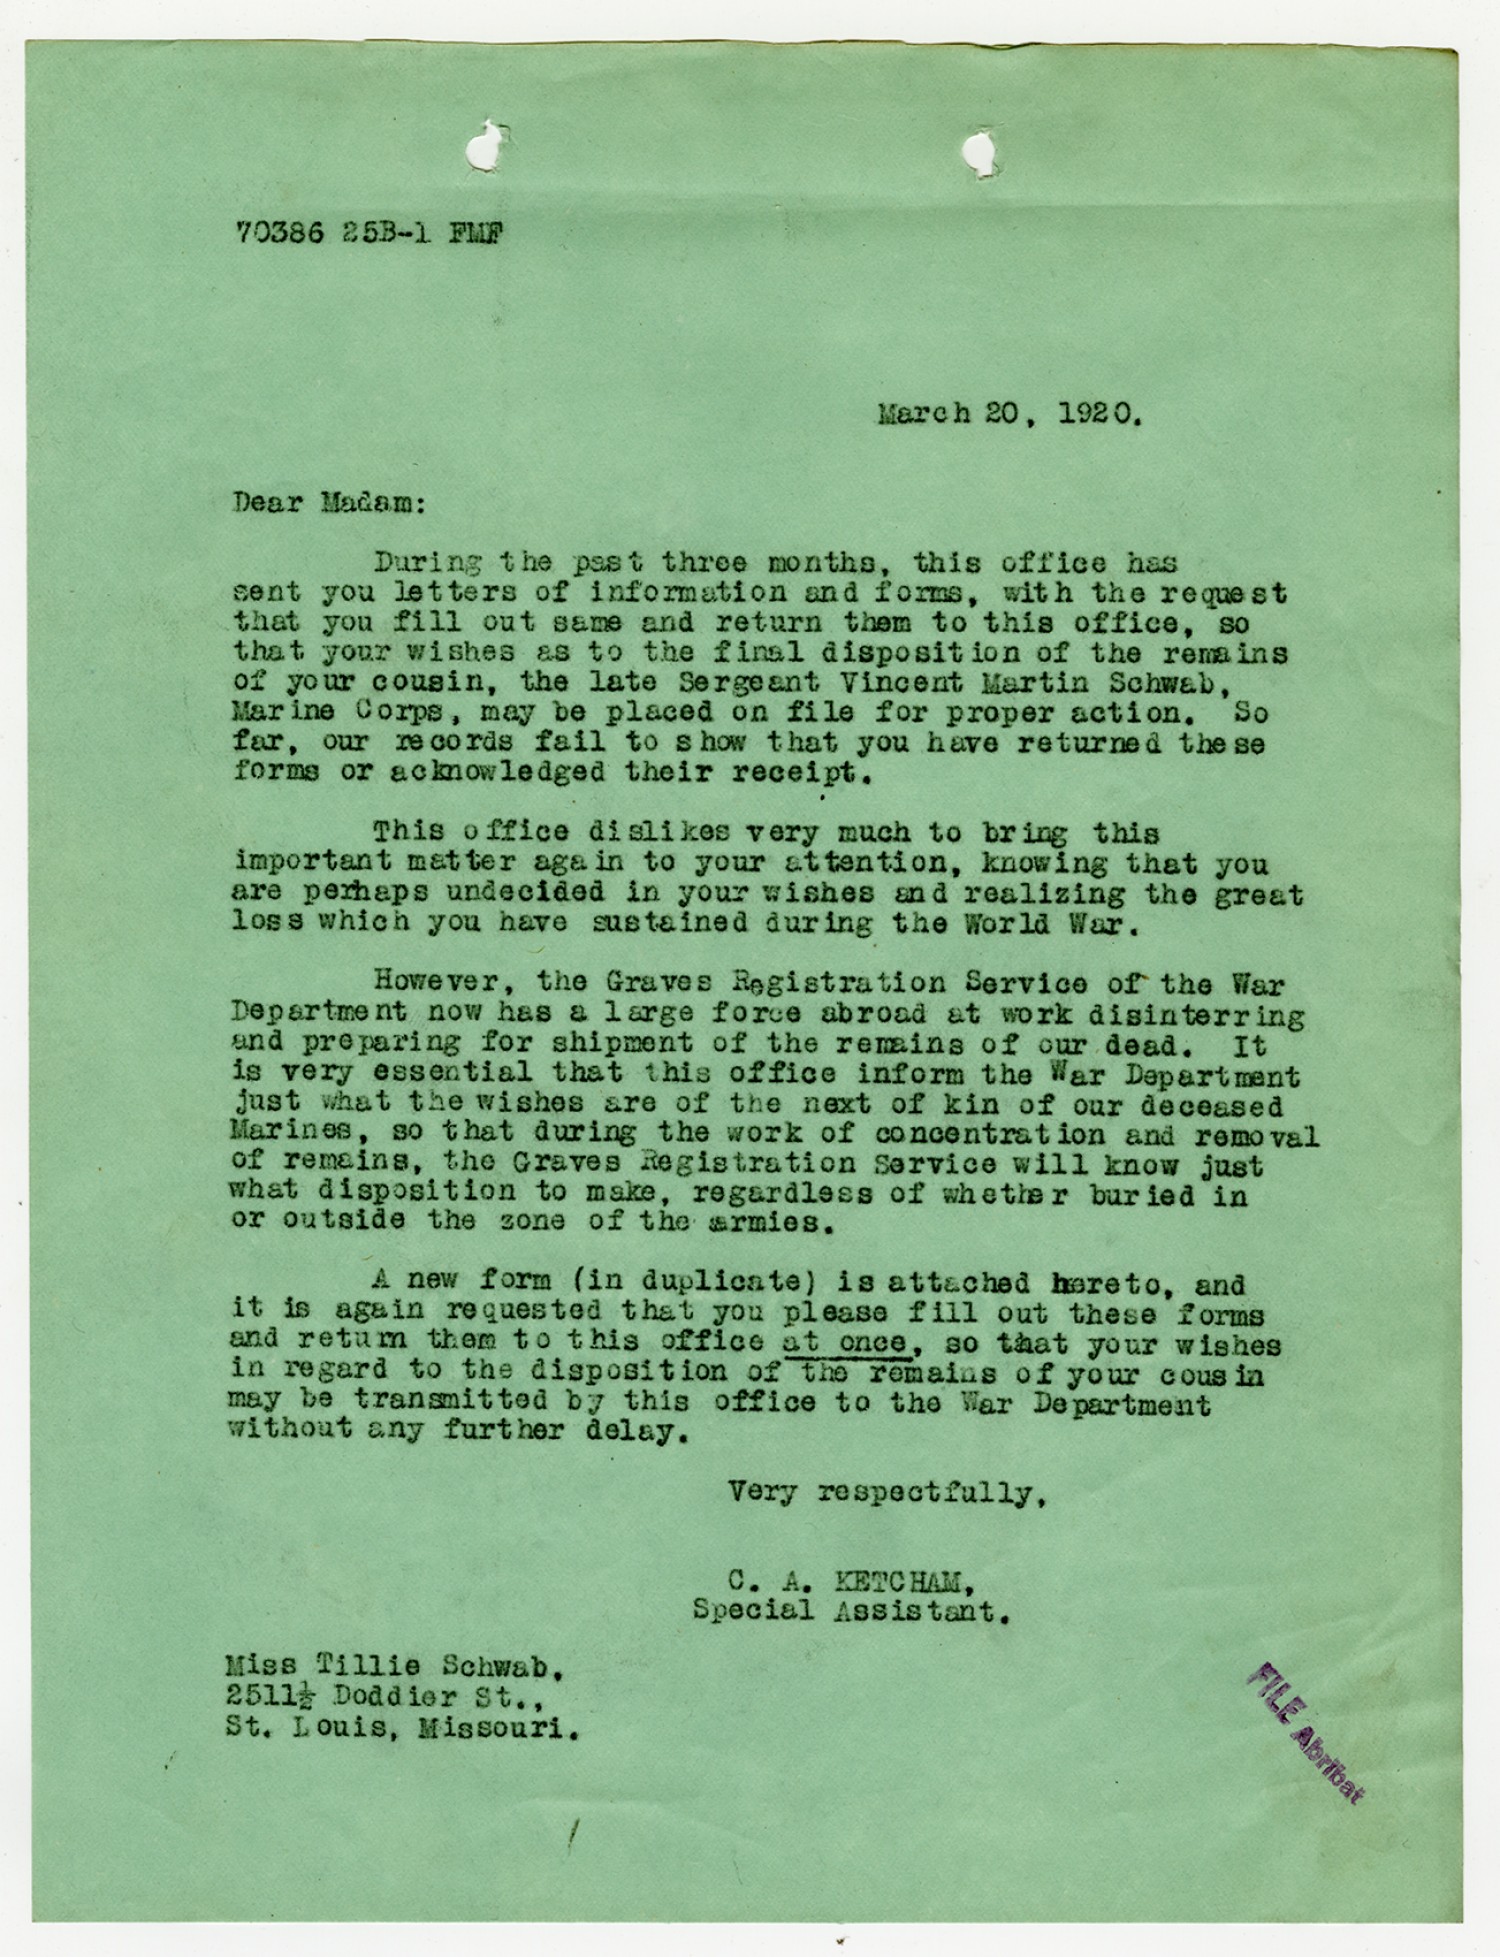 70386 25B-1 FMF
March 20, 1920.
Dear Madam:
During the past three months, this office has
sent you letters of information and forms, with the request
that you fill out same and return them to this office, so
that your wishes as to the final disposition of the remains
of your cousin, the late Sergeant Vincent Martin Schwab,
Marine Corps, may be placed on file for proper action. So
far, our records fail to show that you have returned these
forms or acknowledged their receipt.
This office dislikes very much to bring this
important matter again to your attention, knowing that you
are perhaps undecided in your wishes and realizing the great
loss which you have sustained during the World War.
However, the Graves Registration Service of the War
Department now has a large force abroad at work disinterring
and preparing for shipment of the remains of our dead. It
is very essential that this office inform the War Department
just what the wishes are of the next of kin of our deceased
Marines, so that during the work of concentration and removal
of remains, the Graves Registration Service will know just
what disposition to make, regardless of whether buried in
or outside the zone of the armies.
A new form (in duplicate) is attached hereto, and
it is again requested that you please fill out these forms
and return them to this office at once, so that your wishes
in regard to the disposition of the remains of your cousin
may be transmitted by this office to the War Department
without any further delay.
Very respectfully,
C. A. KETCHAM,
Special Assistant.
Miss Tillie Schwab,
2511½ Doddier St.,
St. Louis, Missouri.
FILE Abribat